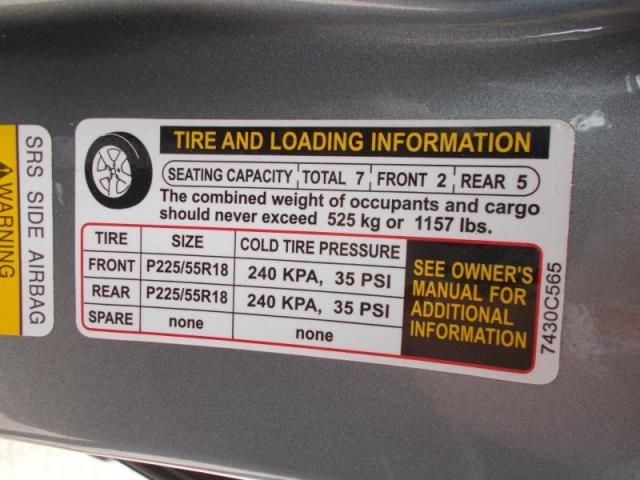 SRS SIDE AIRBAG
WARNING
TIRE AND LOADING INFORMATION
SEATING CAPACITY TOTAL 7 FRONT 2 REAR 5
The combined weight of occupants and cargo
should never exceed 525 kg or 1157 lbs.
TIRE SIZE COLD TIRE PRESSURE
FRONT P225/55R18 240 KPA, 35 PSI
REAR P225/55R18 240 KPA, 35 PSI
SPARE none none
SEE OWNER'S
MANUAL FOR
ADDITIONAL
INFORMATION
7430C565